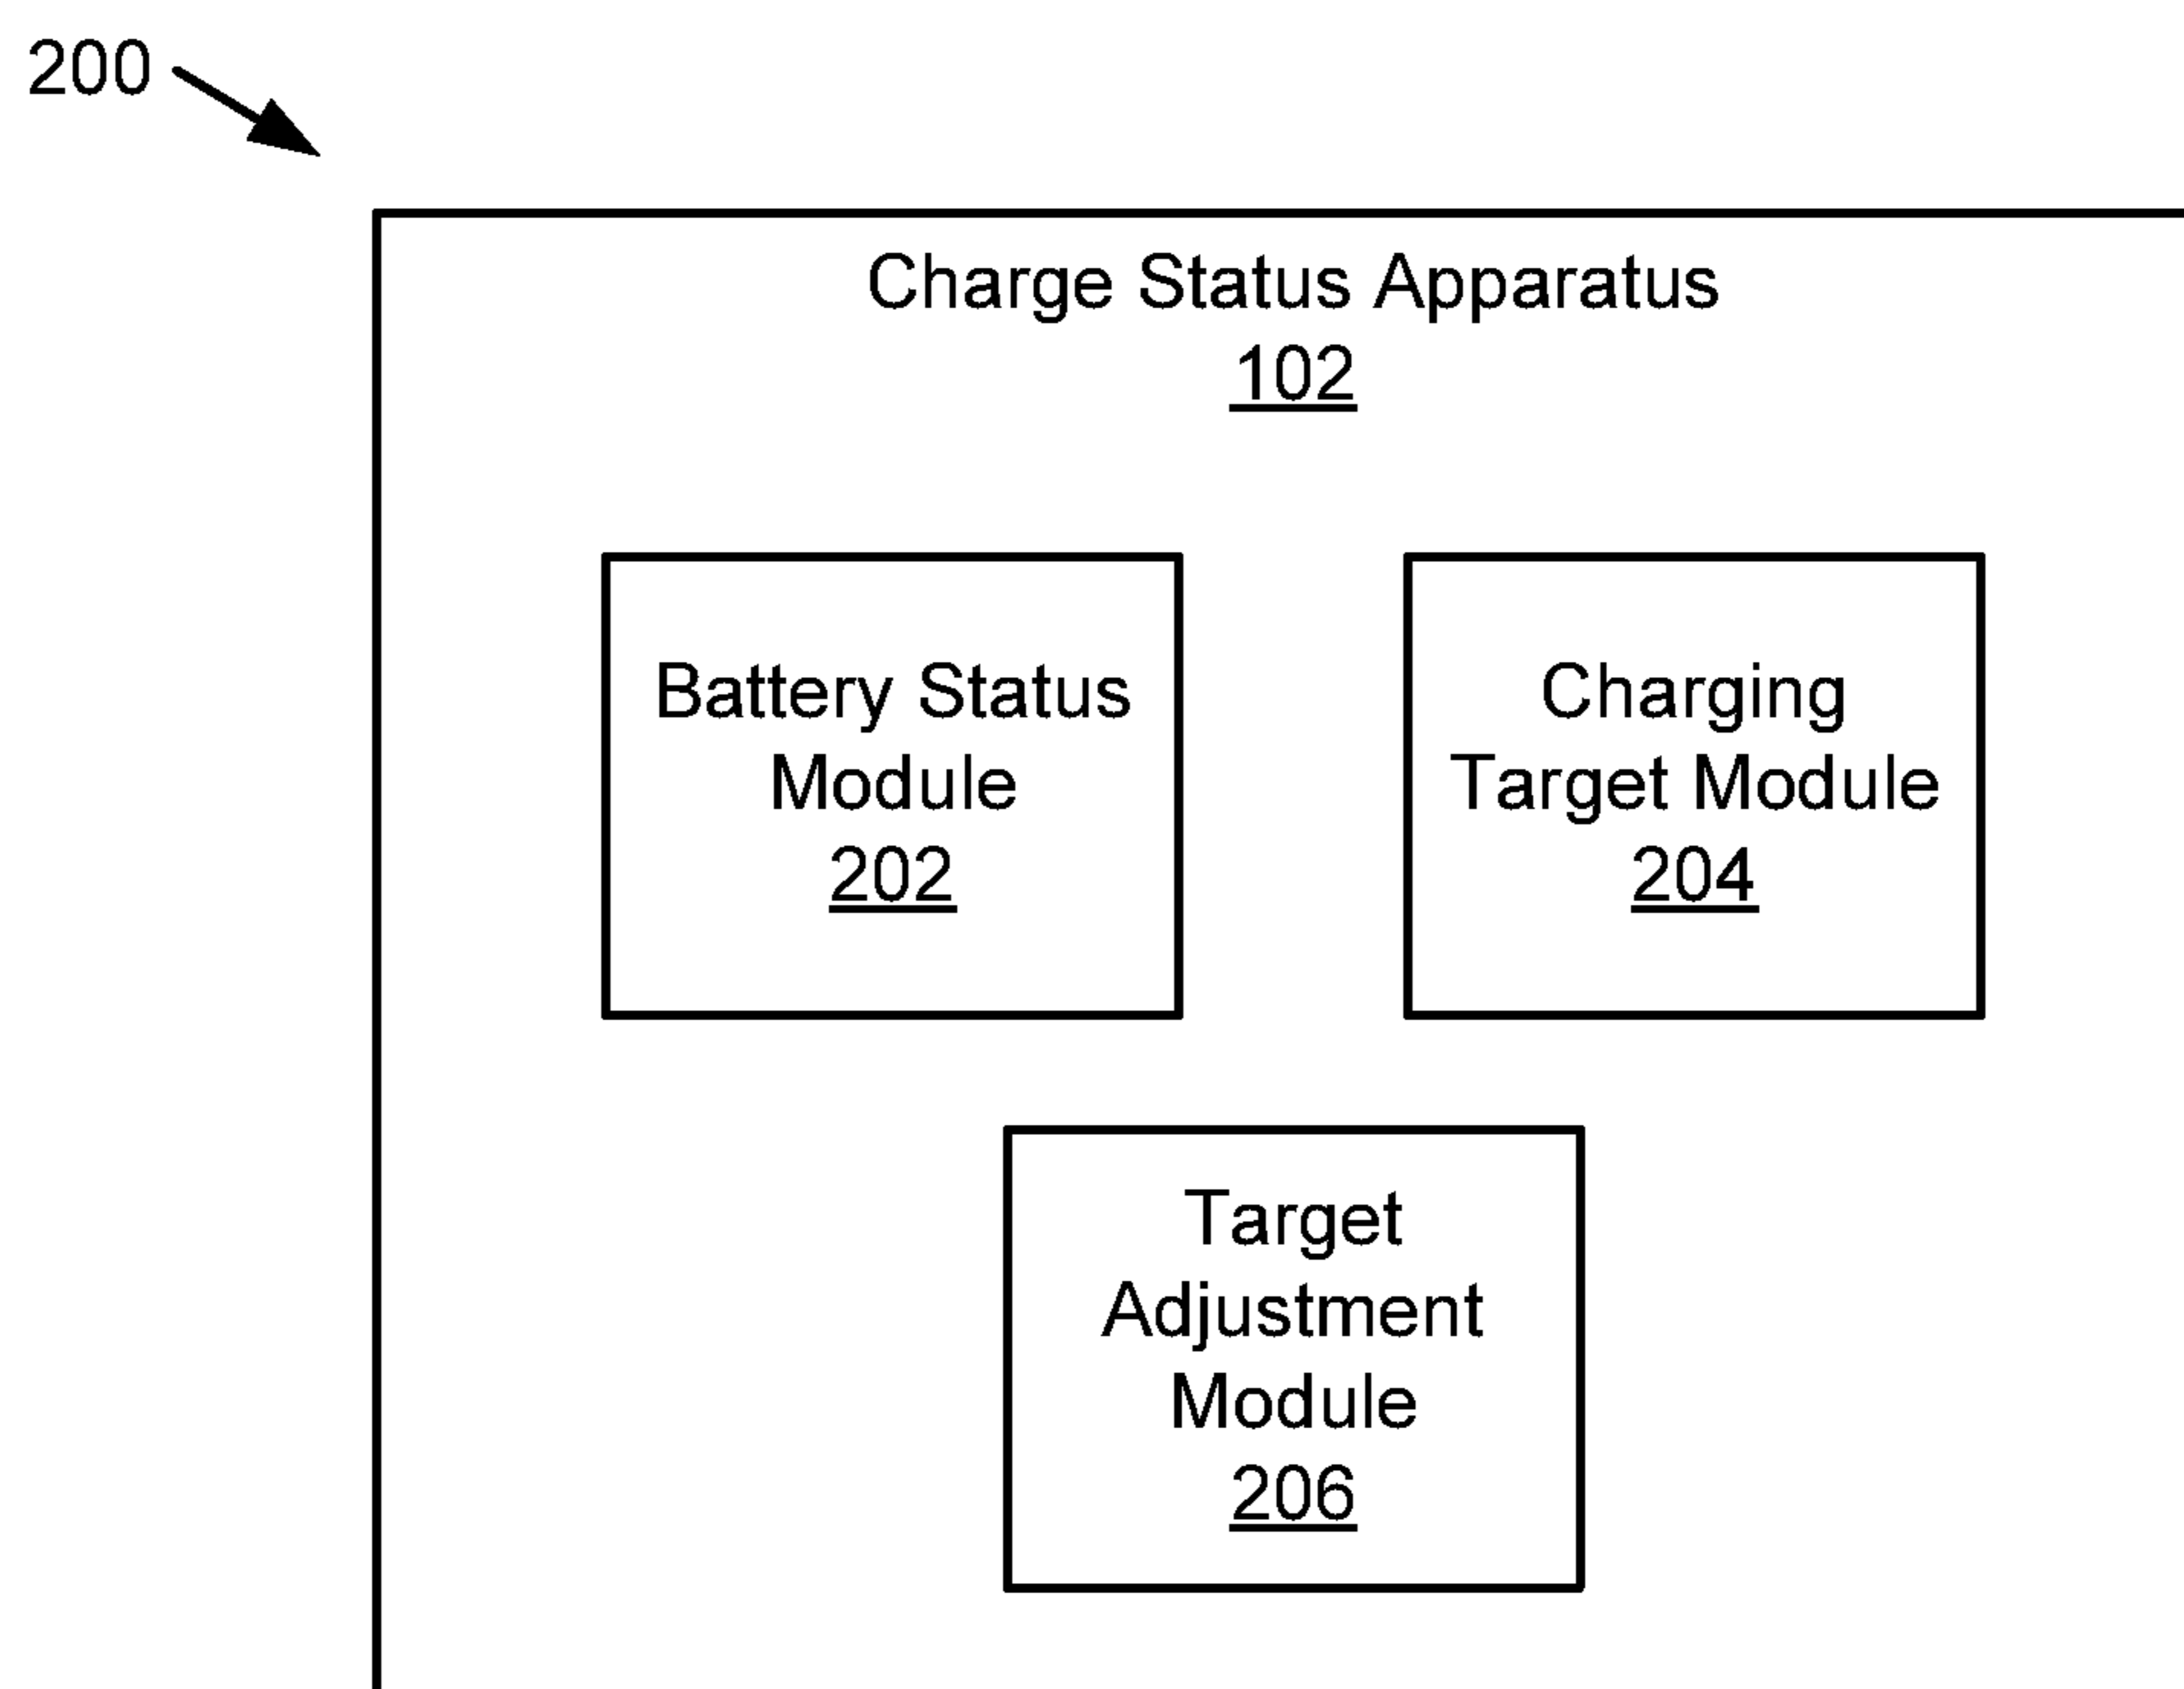 200
Charge Status Apparatus
102
Battery Status
Module
202
Charging
Target Module
204
Target
Adjustment
Module
206